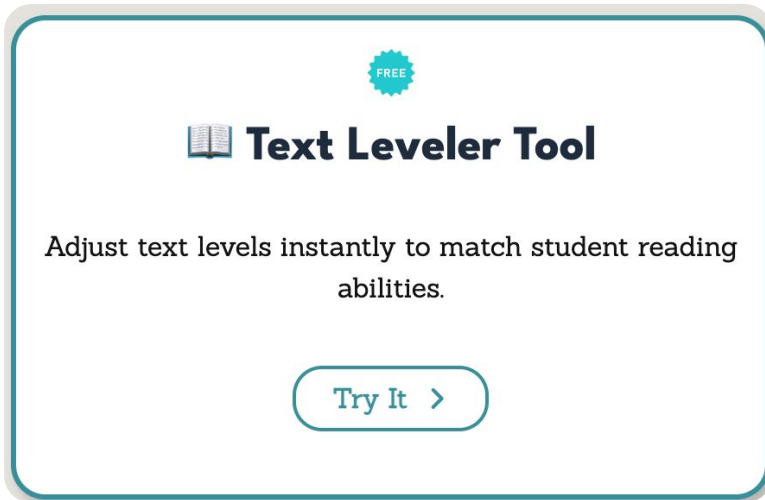 FREE
📖 Text Leveler Tool
Adjust text levels instantly to match student reading
abilities.
Try It >